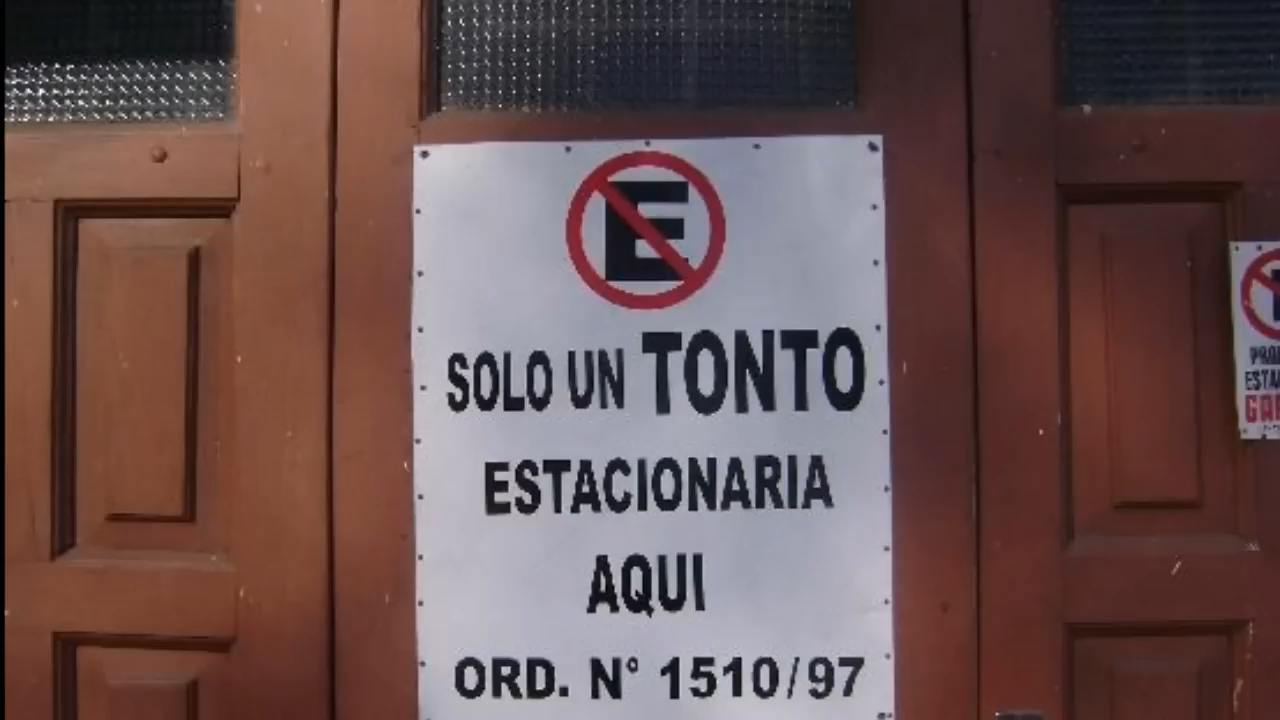 E
SOLO UN TONTO
ESTACIONARIA
AQUI
ORD. N° 1510/97